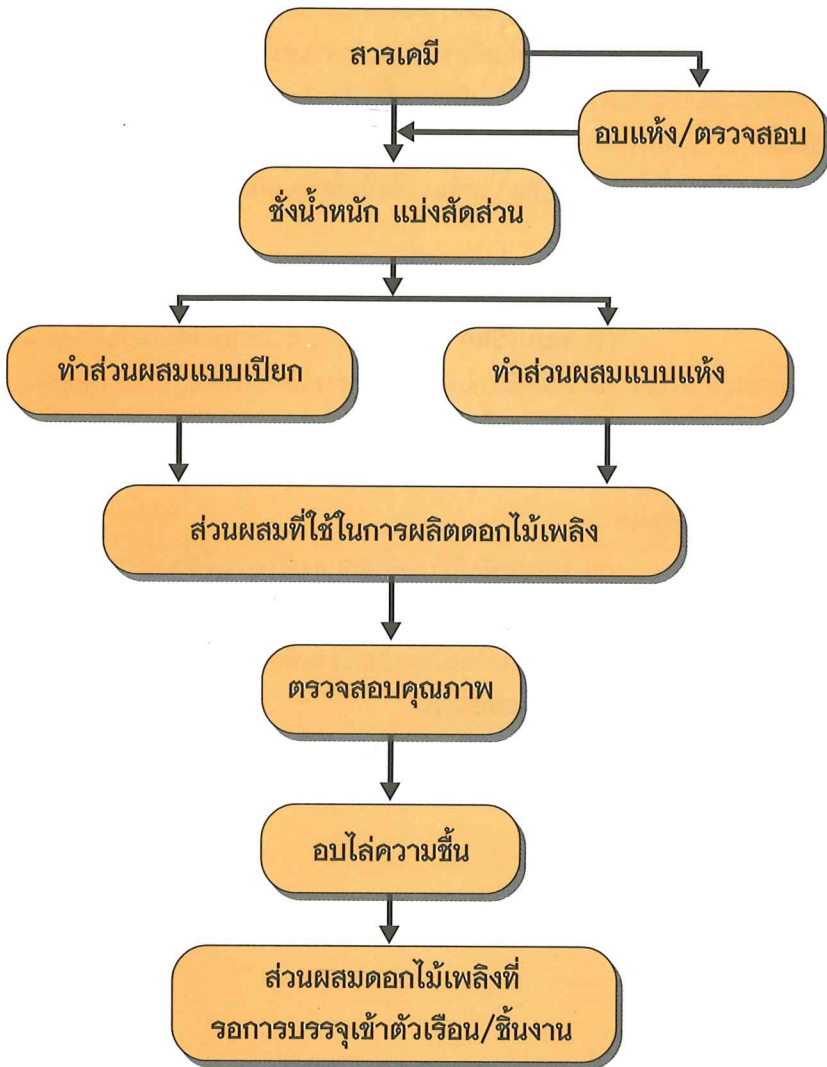 สารเคมี
อบแห้ง/ตรวจสอบ
ชั่งน้ำหนัก แบ่งสัดส่วน
ทำส่วนผสมแบบเปียก
ทำส่วนผสมแบบแห้ง
ส่วนผสมที่ใช้ในการผลิตดอกไม้เพลิง
ตรวจสอบคุณภาพ
อบไล่ความชื้น
ส่วนผสมดอกไม้เพลิงที่
รอการบรรจุเข้าตัวเรือน/ชิ้นงาน